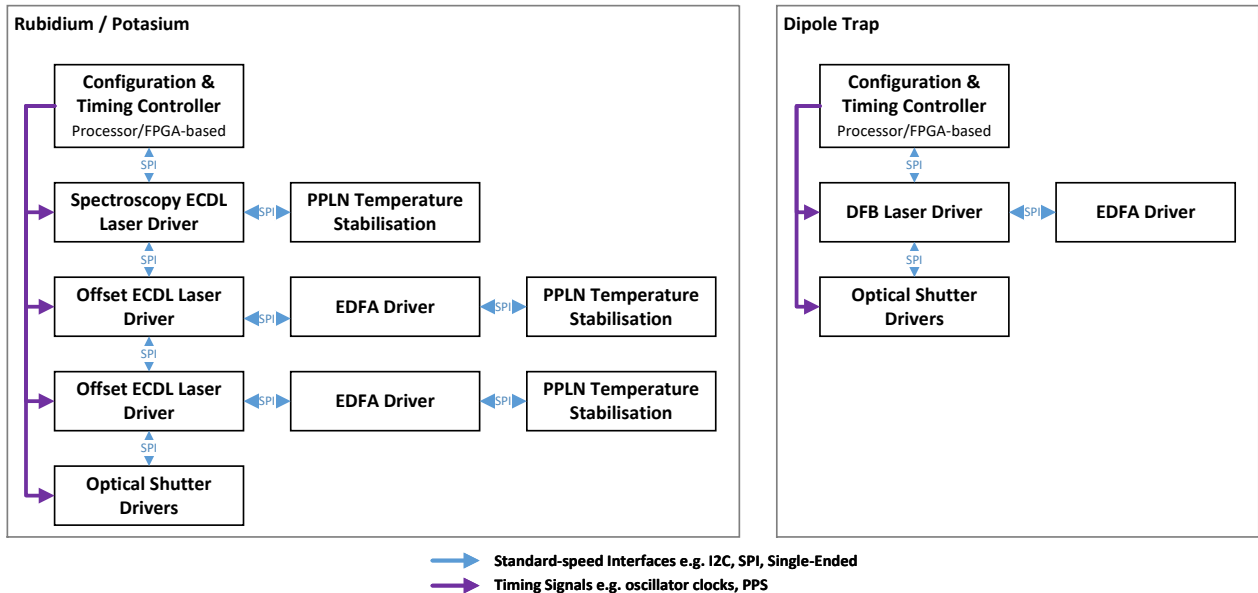 Rubidium / Potasium
Configuration &
Timing Controller
Processor/FPGA-based
SPI
Spectroscopy ECDL
Laser Driver
SPI
PPLN Temperature
Stabilisation
SPI
Offset ECDL Laser
Driver
SPI
EDFA Driver
SPI
PPLN Temperature
Stabilisation
SPI
Offset ECDL Laser
Driver
SPI
EDFA Driver
SPI
PPLN Temperature
Stabilisation
SPI
Optical Shutter
Drivers
Dipole Trap
Configuration &
Timing Controller
Processor/FPGA-based
SPI
DFB Laser Driver
SPI
EDFA Driver
SPI
Optical Shutter
Drivers
Standard-speed Interfaces e.g. I2C, SPI, Single-Ended
Timing Signals e.g. oscillator clocks, PPS